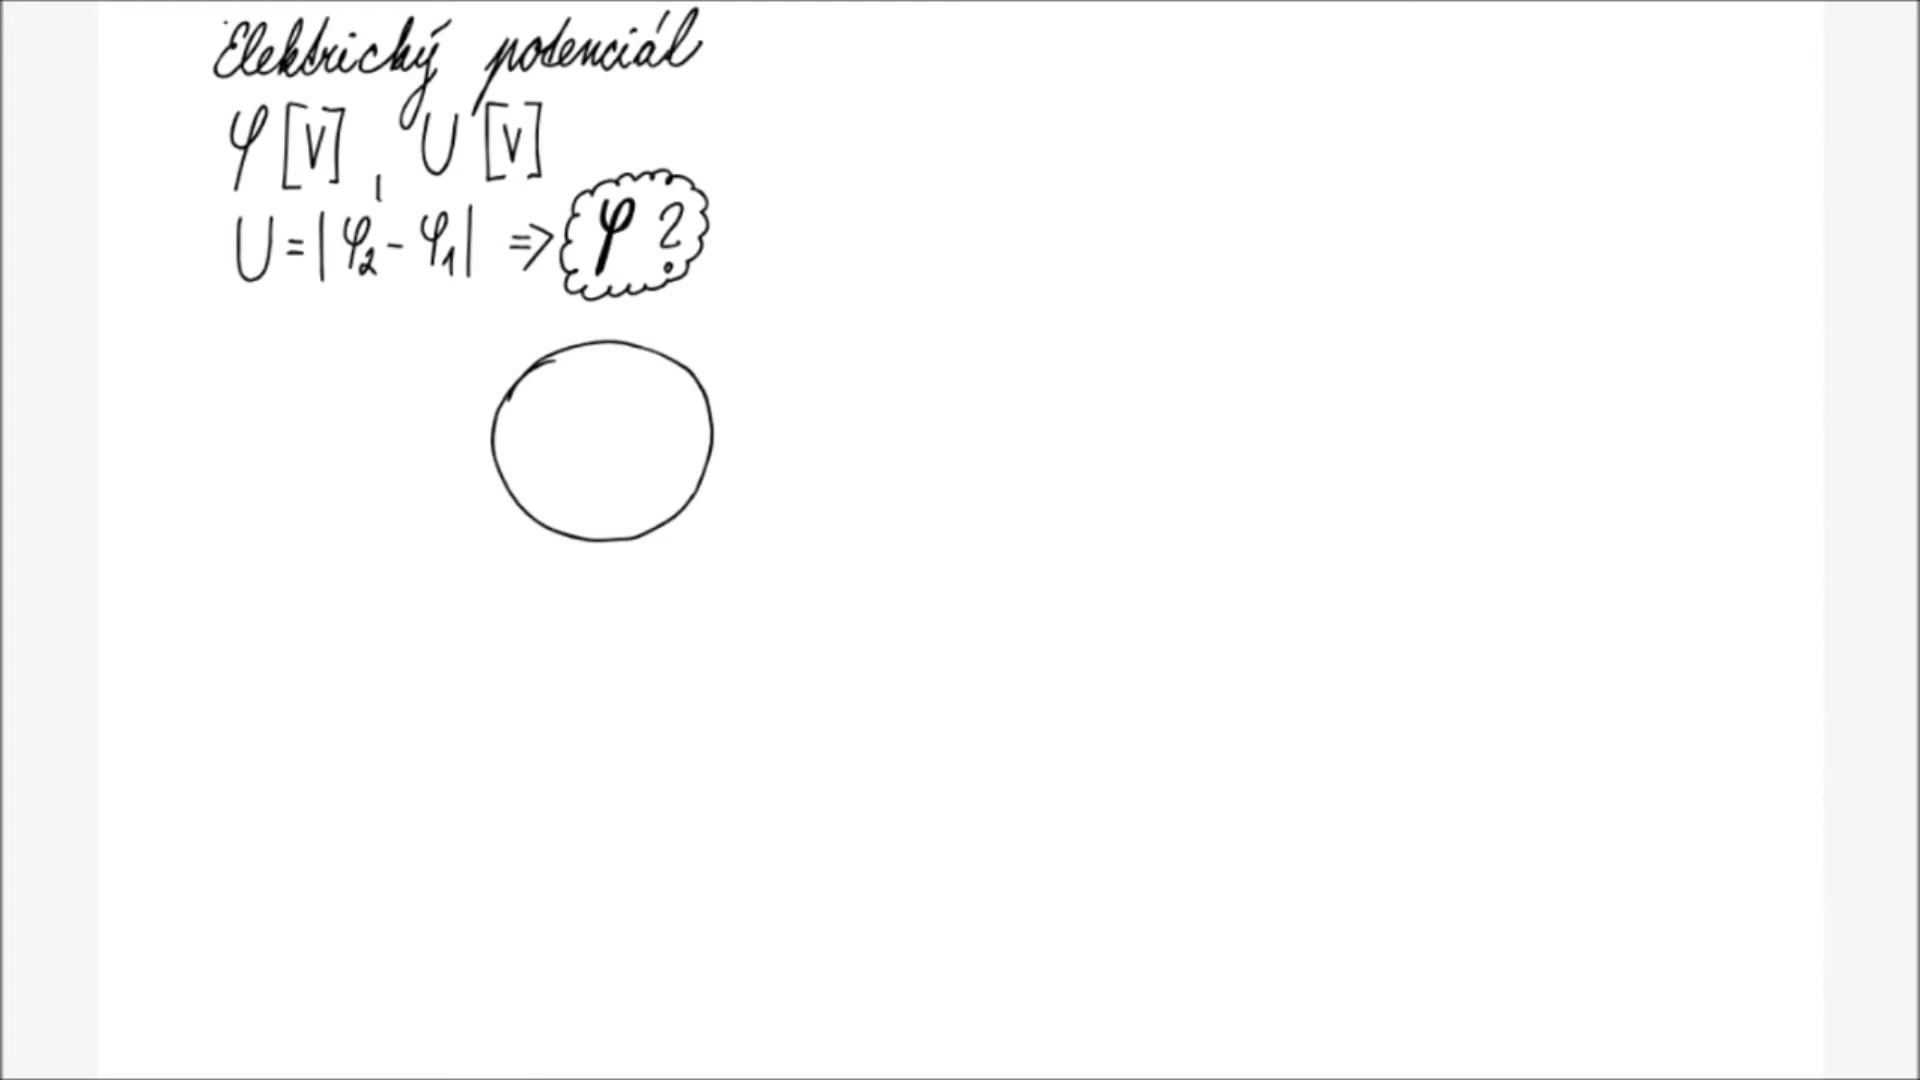 Elektrický potenciál
φ [V], U [V]
U = |φ₂ - φ₁| ⇒ φ ?